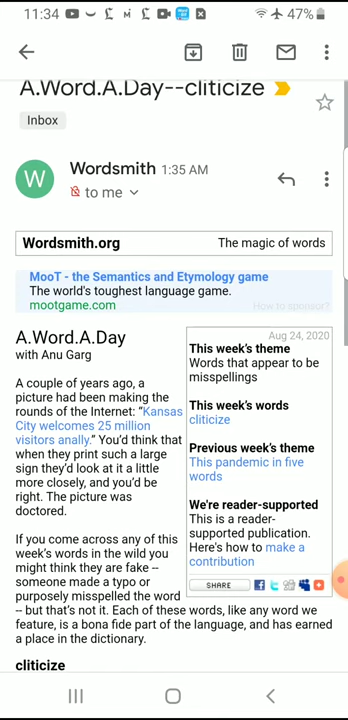 11:34
47%
A.Word.A.Day--cliticize
Inbox
W
Wordsmith 1:35 AM
to me
Wordsmith.org The magic of words
MooT - the Semantics and Etymology game
The world's toughest language game.
mootgame.com How to sponsor?
A.Word.A.Day
with Anu Garg
A couple of years ago, a
picture had been making the
rounds of the Internet: “Kansas
City welcomes 25 million
visitors anally.” You’d think that
when they print such a large
sign they’d look at it a little
more closely, and you’d be
right. The picture was
doctored.
If you come across any of this
week’s words in the wild you
might think they are fake --
someone made a typo or
purposely misspelled the word
-- but that’s not it. Each of these words, like any word we
feature, is a bona fide part of the language, and has earned
a place in the dictionary.
cliticize
Aug 24, 2020
This week’s theme
Words that appear to be
misspellings
This week’s words
cliticize
Previous week’s theme
This pandemic in five
words
We're reader-supported
This is a reader-
supported publication.
Here's how to make a
contribution
SHARE